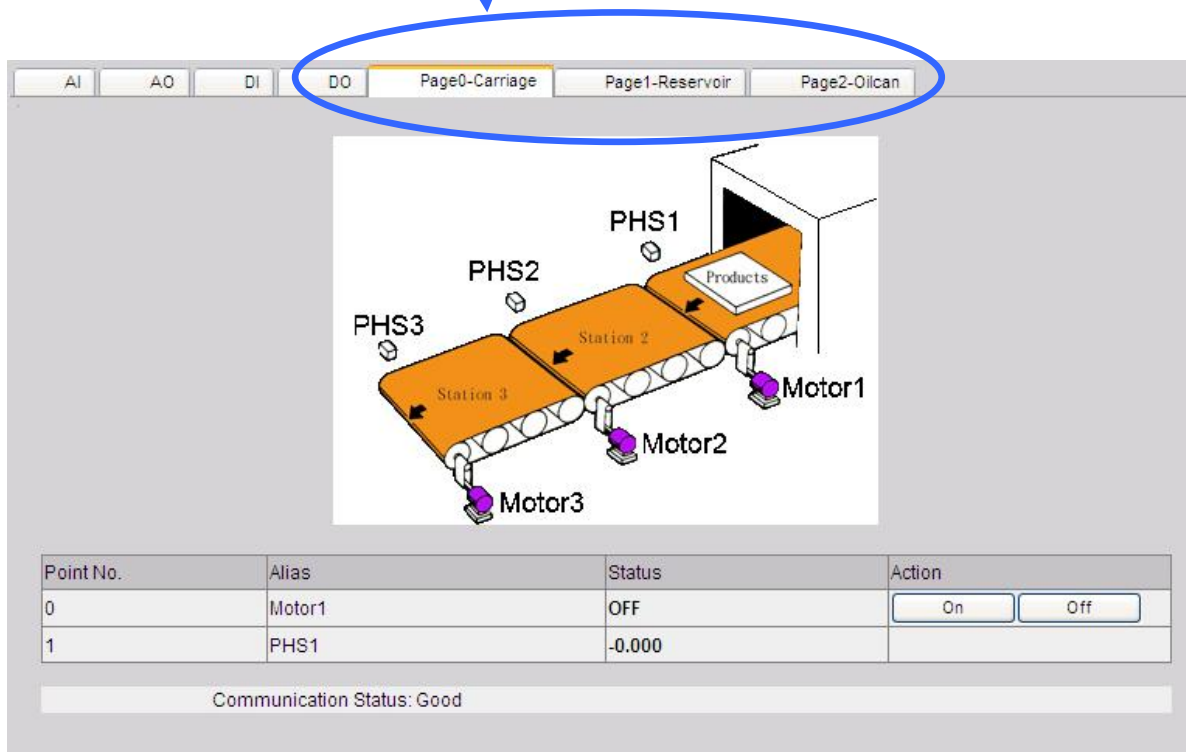 AI AO DI DO Page0-Carriage Page1-Reservoir Page2-Oilcan
PHS1
PHS2
Products
PHS3
Station 2
Motor1
Station 3
Motor2
Motor3
Point No. Alias Status Action
0 Motor1 OFF On Off
1 PHS1 -0.000
Communication Status: Good